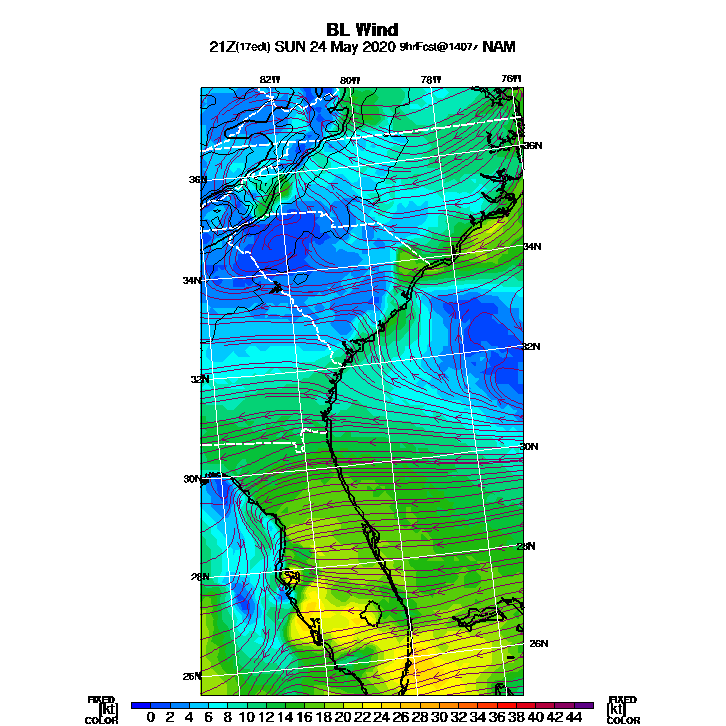 BL Wind
21Z(17edt) SUN 24 May 2020 9hrFcst@1407z NAM
82W 80W 78W 76W
36N
36N
34N
34N
32N
32N
30N
30N
28N
28N
26N
26N
FIXED FIXED
[kt] 0 2 4 6 8 10 12 14 16 18 20 22 24 26 28 30 32 34 36 38 40 42 44 [kt]
COLOR COLOR